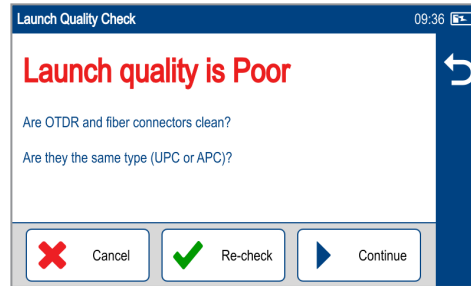 Launch Quality Check 09:36
Launch quality is Poor
Are OTDR and fiber connectors clean?
Are they the same type (UPC or APC)?
Cancel Re-check Continue